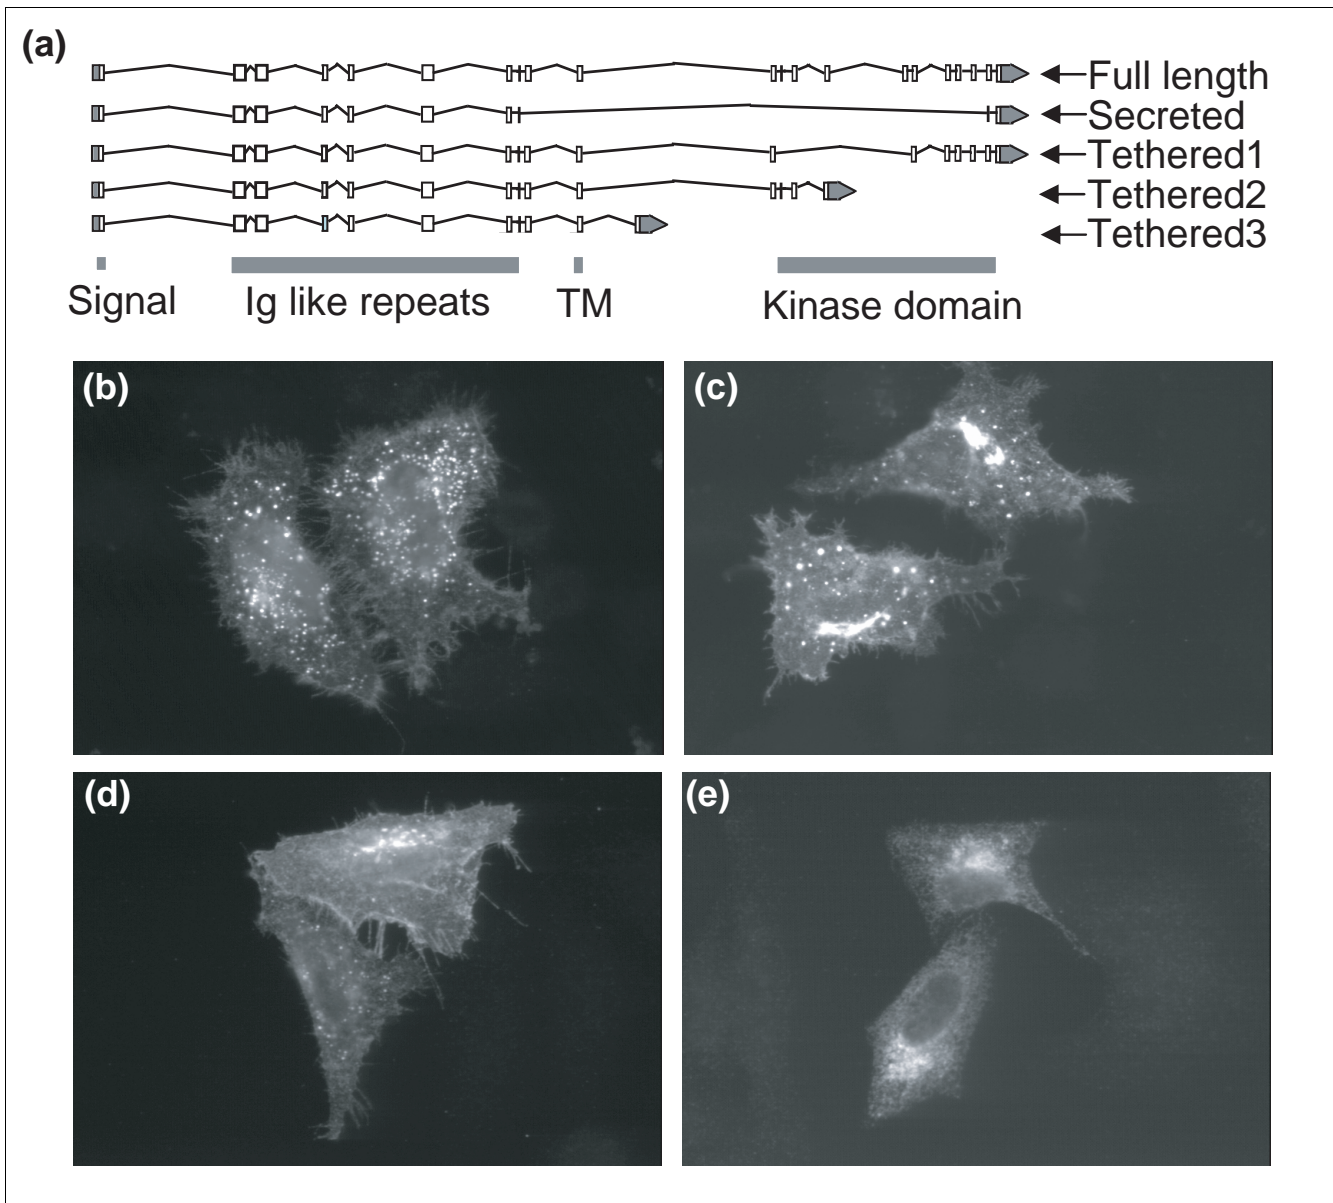 (a)
Full length
Secreted
Tethered1
Tethered2
Tethered3
Signal Ig like repeats TM Kinase domain
(b) (c)
(d) (e)